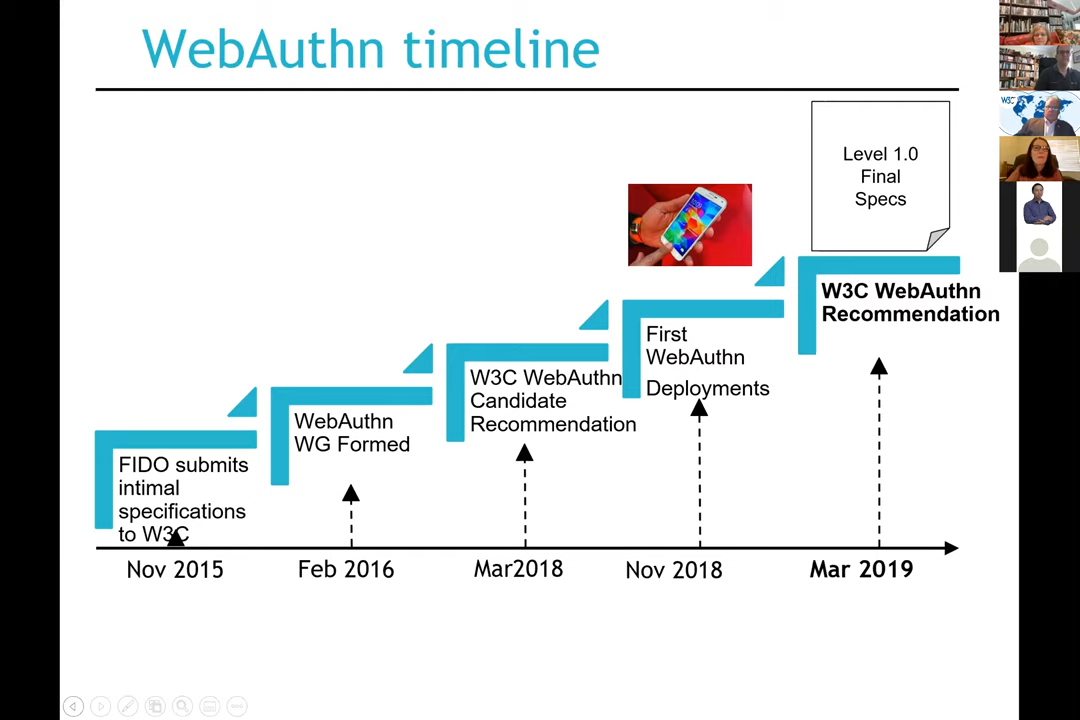 WebAuthn timeline
Level 1.0
Final
Specs
W3C WebAuthn
Recommendation
First
WebAuthn
Deployments
W3C WebAuthn
Candidate
Recommendation
WebAuthn
WG Formed
FIDO submits
intimal
specifications
to W3C
Nov 2015
Feb 2016
Mar2018
Nov 2018
Mar 2019
W3C